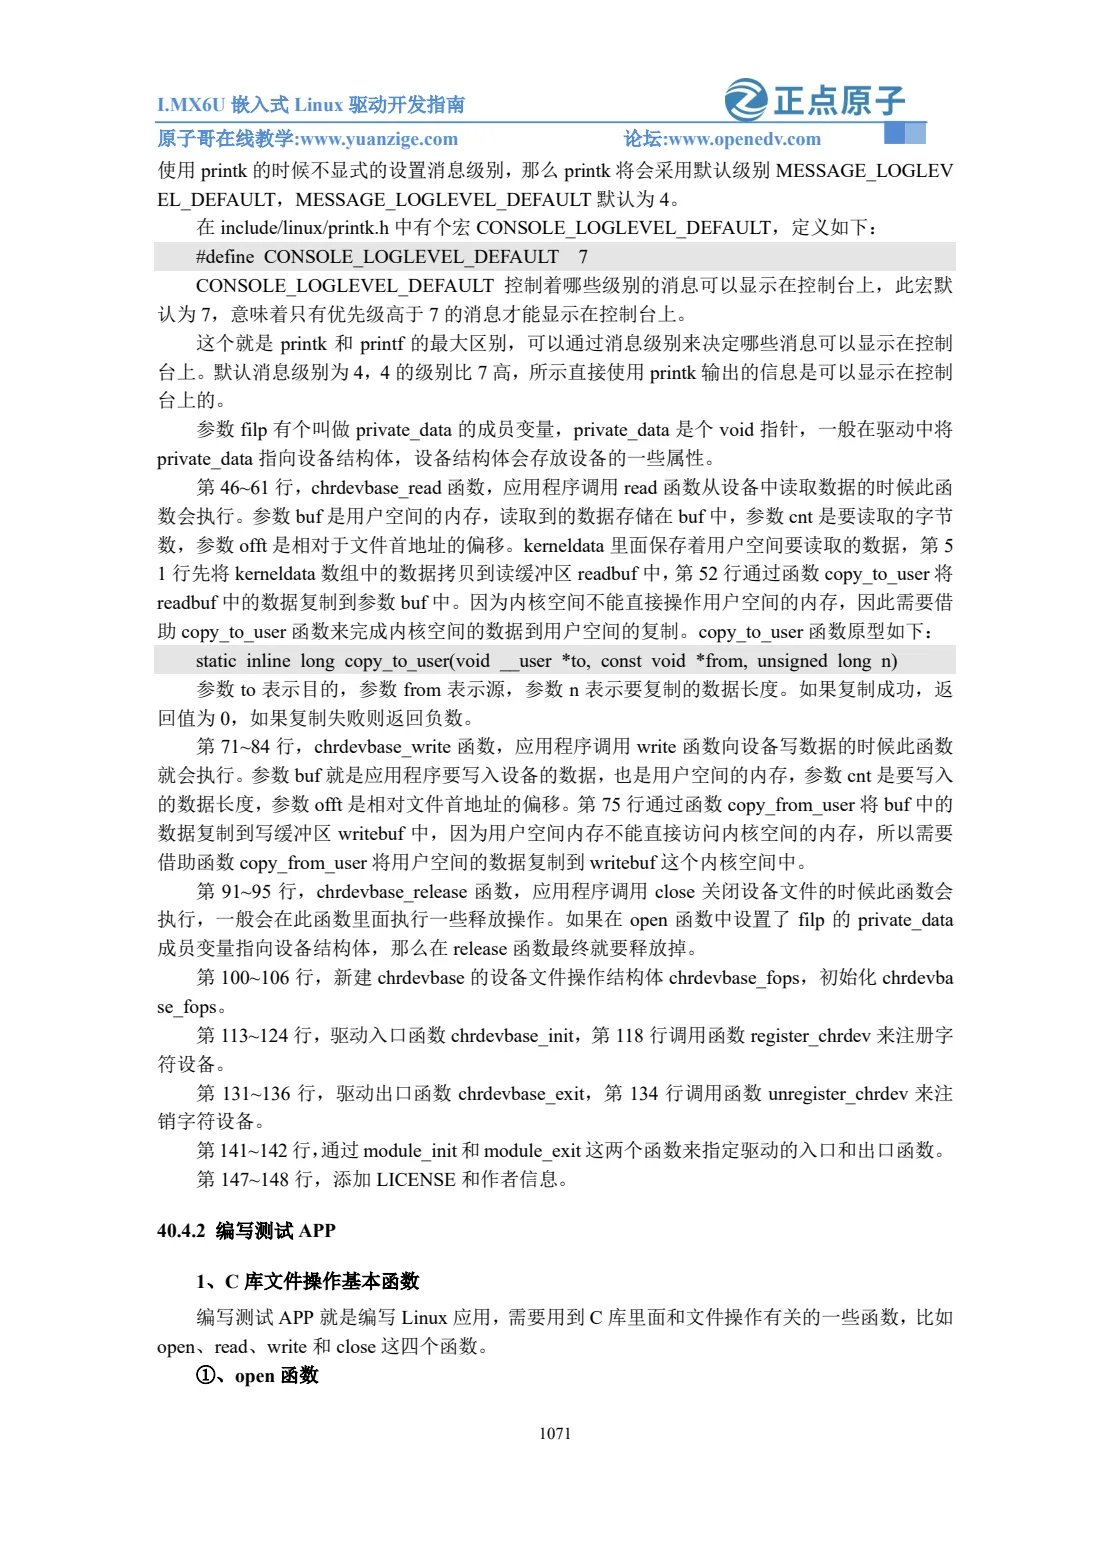 I.MX6U 嵌入式 Linux 驱动开发指南
正点原子
原子哥在线教学:www.yuanzige.com 论坛:www.openedv.com
使用 printk 的时候不显式的设置消息级别，那么 printk 将会采用默认级别 MESSAGE_LOGLEV
EL_DEFAULT，MESSAGE_LOGLEVEL_DEFAULT 默认为 4。
在 include/linux/printk.h 中有个宏 CONSOLE_LOGLEVEL_DEFAULT，定义如下：
#define CONSOLE_LOGLEVEL_DEFAULT 7
CONSOLE_LOGLEVEL_DEFAULT 控制着哪些级别的消息可以显示在控制台上，此宏默
认为 7，意味着只有优先级高于 7 的消息才能显示在控制台上。
这个就是 printk 和 printf 的最大区别，可以通过消息级别来决定哪些消息可以显示在控制
台上。默认消息级别为 4，4 的级别比 7 高，所示直接使用 printk 输出的信息是可以显示在控制
台上的。
参数 filp 有个叫做 private_data 的成员变量，private_data 是个 void 指针，一般在驱动中将
private_data 指向设备结构体，设备结构体会存放设备的一些属性。
第 46~61 行，chrdevbase_read 函数，应用程序调用 read 函数从设备中读取数据的时候此函
数会执行。参数 buf 是用户空间的内存，读取到的数据存储在 buf 中，参数 cnt 是要读取的字节
数，参数 offt 是相对于文件首地址的偏移。kerneldata 里面保存着用户空间要读取的数据，第 5
1 行先将 kerneldata 数组中的数据拷贝到读缓冲区 readbuf 中，第 52 行通过函数 copy_to_user 将
readbuf 中的数据复制到参数 buf 中。因为内核空间不能直接操作用户空间的内存，因此需要借
助 copy_to_user 函数来完成内核空间的数据到用户空间的复制。copy_to_user 函数原型如下：
static inline long copy_to_user(void __user *to, const void *from, unsigned long n)
参数 to 表示目的，参数 from 表示源，参数 n 表示要复制的数据长度。如果复制成功，返
回值为 0，如果复制失败则返回负数。
第 71~84 行，chrdevbase_write 函数，应用程序调用 write 函数向设备写数据的时候此函数
就会执行。参数 buf 就是应用程序要写入设备的数据，也是用户空间的内存，参数 cnt 是要写入
的数据长度，参数 offt 是相对文件首地址的偏移。第 75 行通过函数 copy_from_user 将 buf 中的
数据复制到写缓冲区 writebuf 中，因为用户空间内存不能直接访问内核空间的内存，所以需要
借助函数 copy_from_user 将用户空间的数据复制到 writebuf 这个内核空间中。
第 91~95 行，chrdevbase_release 函数，应用程序调用 close 关闭设备文件的时候此函数会
执行，一般会在此函数里面执行一些释放操作。如果在 open 函数中设置了 filp 的 private_data
成员变量指向设备结构体，那么在 release 函数最终就要释放掉。
第 100~106 行，新建 chrdevbase 的设备文件操作结构体 chrdevbase_fops，初始化 chrdevba
se_fops。
第 113~124 行，驱动入口函数 chrdevbase_init，第 118 行调用函数 register_chrdev 来注册字
符设备。
第 131~136 行，驱动出口函数 chrdevbase_exit，第 134 行调用函数 unregister_chrdev 来注
销字符设备。
第 141~142 行，通过 module_init 和 module_exit 这两个函数来指定驱动的入口和出口函数。
第 147~148 行，添加 LICENSE 和作者信息。
40.4.2 编写测试 APP
1、C 库文件操作基本函数
编写测试 APP 就是编写 Linux 应用，需要用到 C 库里面和文件操作有关的一些函数，比如
open、read、write 和 close 这四个函数。
①、open 函数
1071